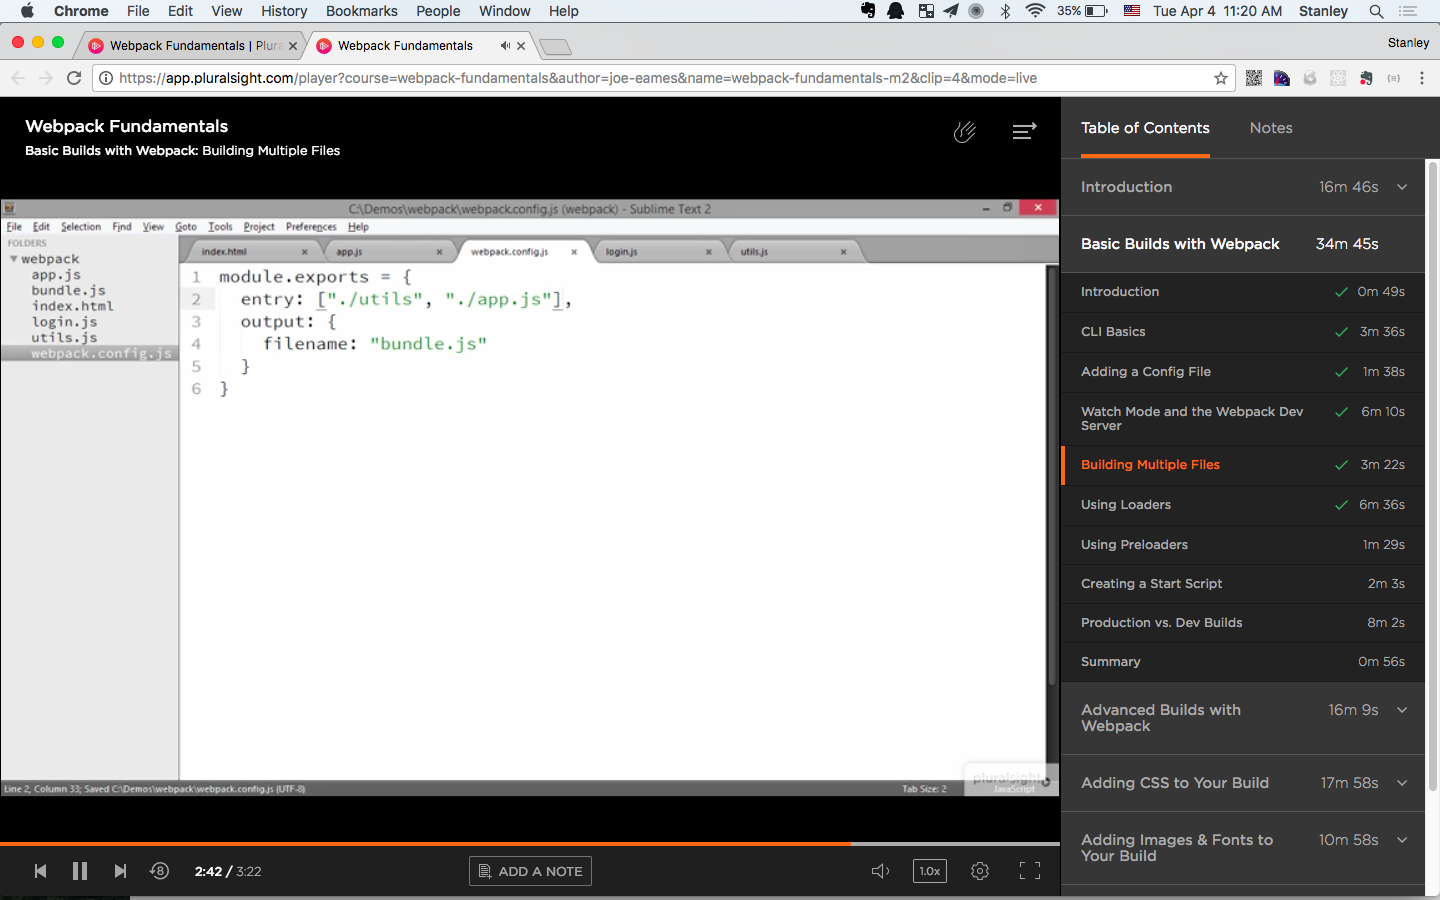 Chrome File Edit View History Bookmarks People Window Help 35% Tue Apr 4 11:20 AM Stanley
Webpack Fundamentals | Plura
Webpack Fundamentals
Stanley
https://app.pluralsight.com/player?course=webpack-fundamentals&author=joe-eames&name=webpack-fundamentals-m2&clip=4&mode=live
Webpack Fundamentals
Basic Builds with Webpack: Building Multiple Files
C:\Demos\webpack\webpack.config.js (webpack) - Sublime Text 2
File Edit Selection Find View Goto Tools Project Preferences Help
FOLDERS
webpack
app.js
bundle.js
index.html
login.js
utils.js
webpack.config.js
index.html app.js webpack.config.js login.js utils.js
1 module.exports = {
2 entry: ["./utils", "./app.js"],
3 output: {
4 filename: "bundle.js"
5 }
6 }
pluralsight
Line 2, Column 33; Saved C:\Demos\webpack\webpack.config.js (UTF-8) Tab Size: 2 JavaScript
2:42 / 3:22
ADD A NOTE
1.0x
Table of Contents Notes
Introduction 16m 46s
Basic Builds with Webpack 34m 45s
Introduction 0m 49s
CLI Basics 3m 36s
Adding a Config File 1m 38s
Watch Mode and the Webpack Dev 6m 10s
Server
Building Multiple Files 3m 22s
Using Loaders 6m 36s
Using Preloaders 1m 29s
Creating a Start Script 2m 3s
Production vs. Dev Builds 8m 2s
Summary 0m 56s
Advanced Builds with 16m 9s
Webpack
Adding CSS to Your Build 17m 58s
Adding Images & Fonts to 10m 58s
Your Build